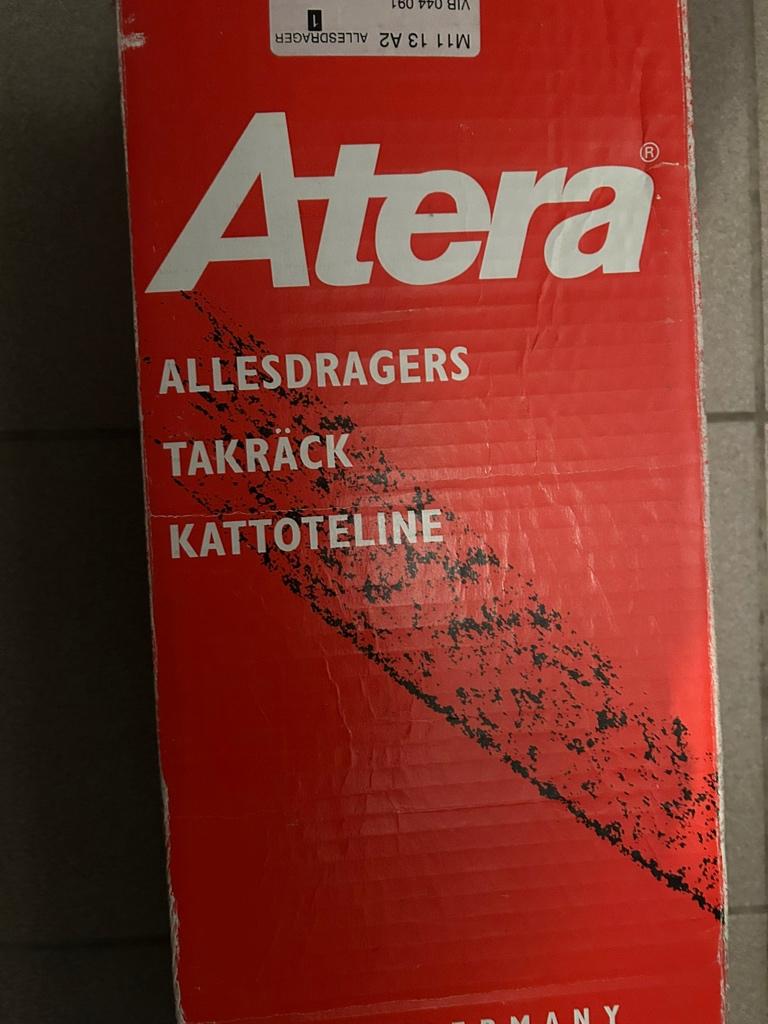 VIB 044 091
M11 13 A2 ALLESDRAGER 1
Atera®
ALLESDRAGERS
TAKRÄCK
KATTOTELINE